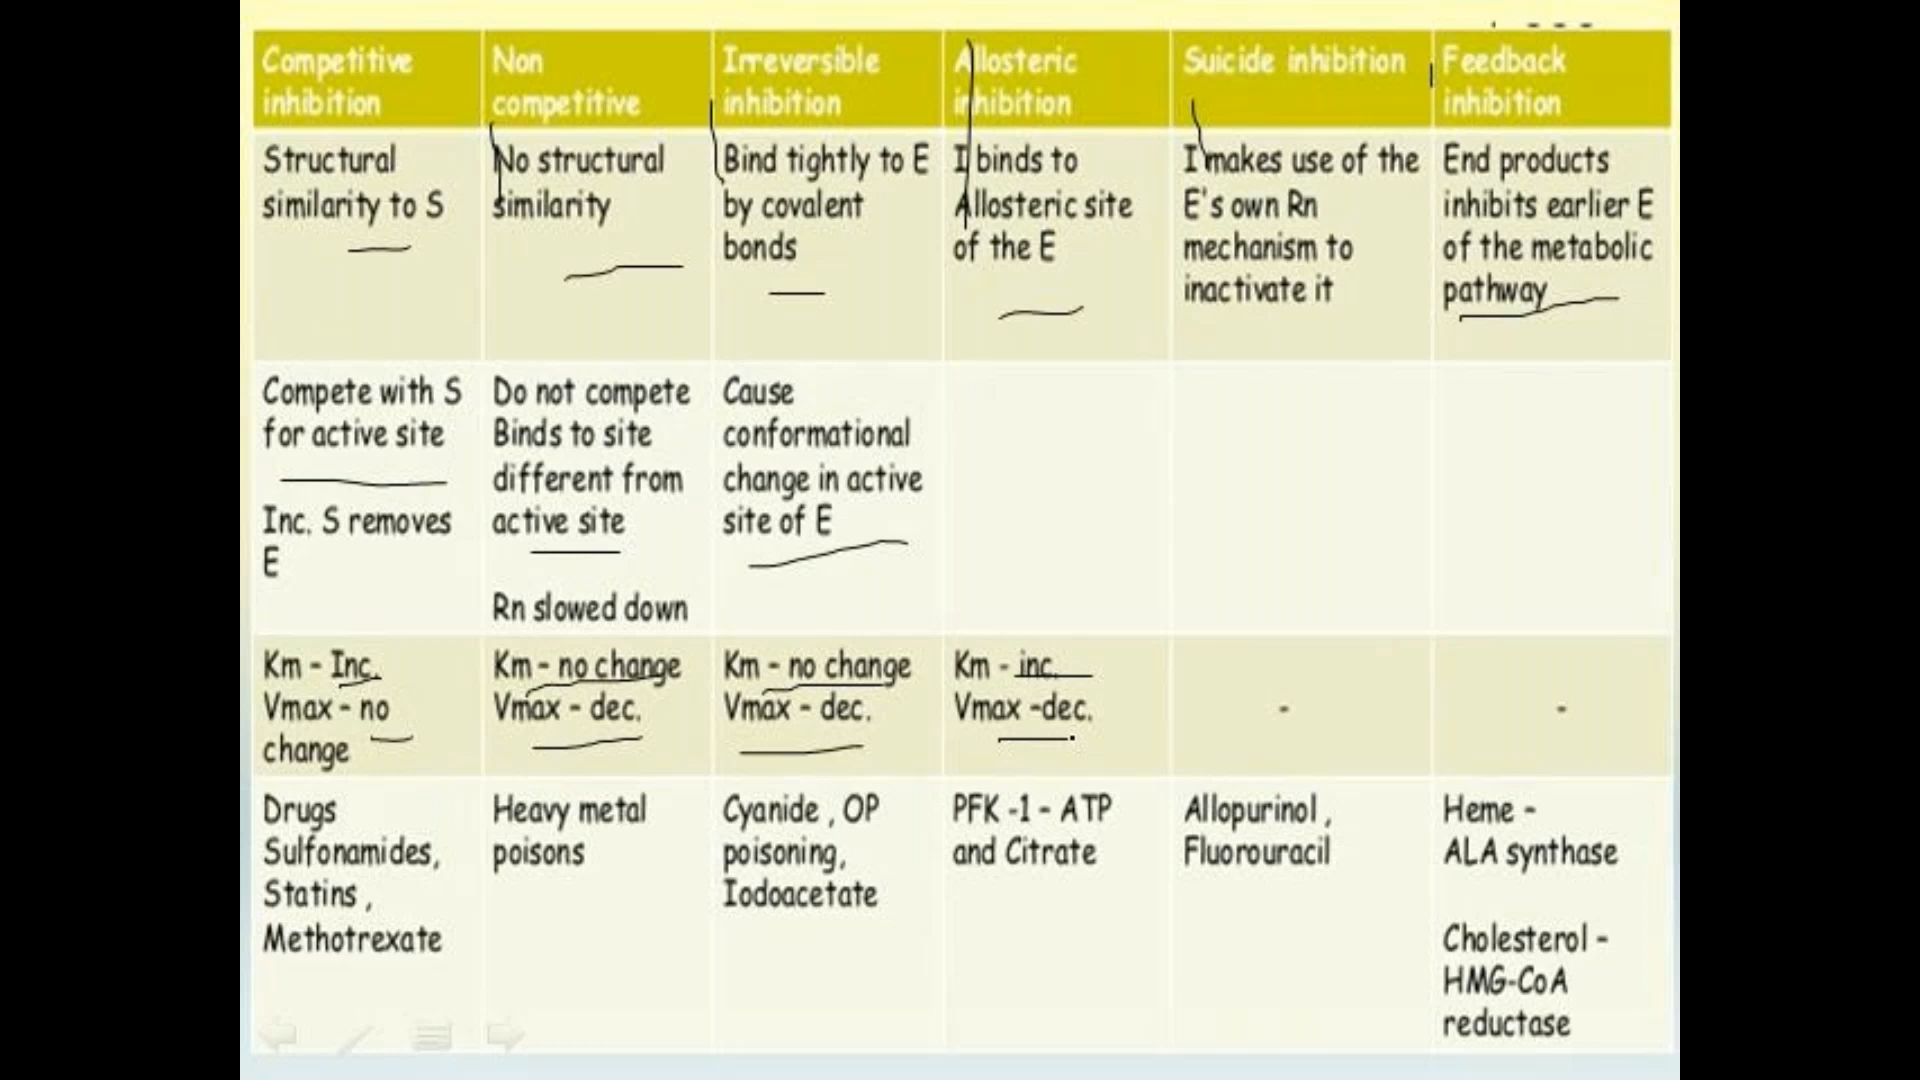 Competitive
inhibition
Non
competitive
Irreversible
inhibition
Allosteric
inhibition
Suicide inhibition
Feedback
inhibition
Structural
similarity to S
No structural
similarity
Bind tightly to E
by covalent
bonds
I binds to
Allosteric site
of the E
I makes use of the
E's own Rn
mechanism to
inactivate it
End products
inhibits earlier E
of the metabolic
pathway
Compete with S
for active site
Inc. S removes
E
Do not compete
Binds to site
different from
active site
Rn slowed down
Cause
conformational
change in active
site of E
Km - Inc.
Vmax - no
change
Km - no change
Vmax - dec.
Km - no change
Vmax - dec.
Km - inc.
Vmax -dec.
-
-
Drugs
Sulfonamides,
Statins ,
Methotrexate
Heavy metal
poisons
Cyanide , OP
poisoning,
Iodoacetate
PFK -1 - ATP
and Citrate
Allopurinol ,
Fluorouracil
Heme -
ALA synthase
Cholesterol -
HMG-CoA
reductase